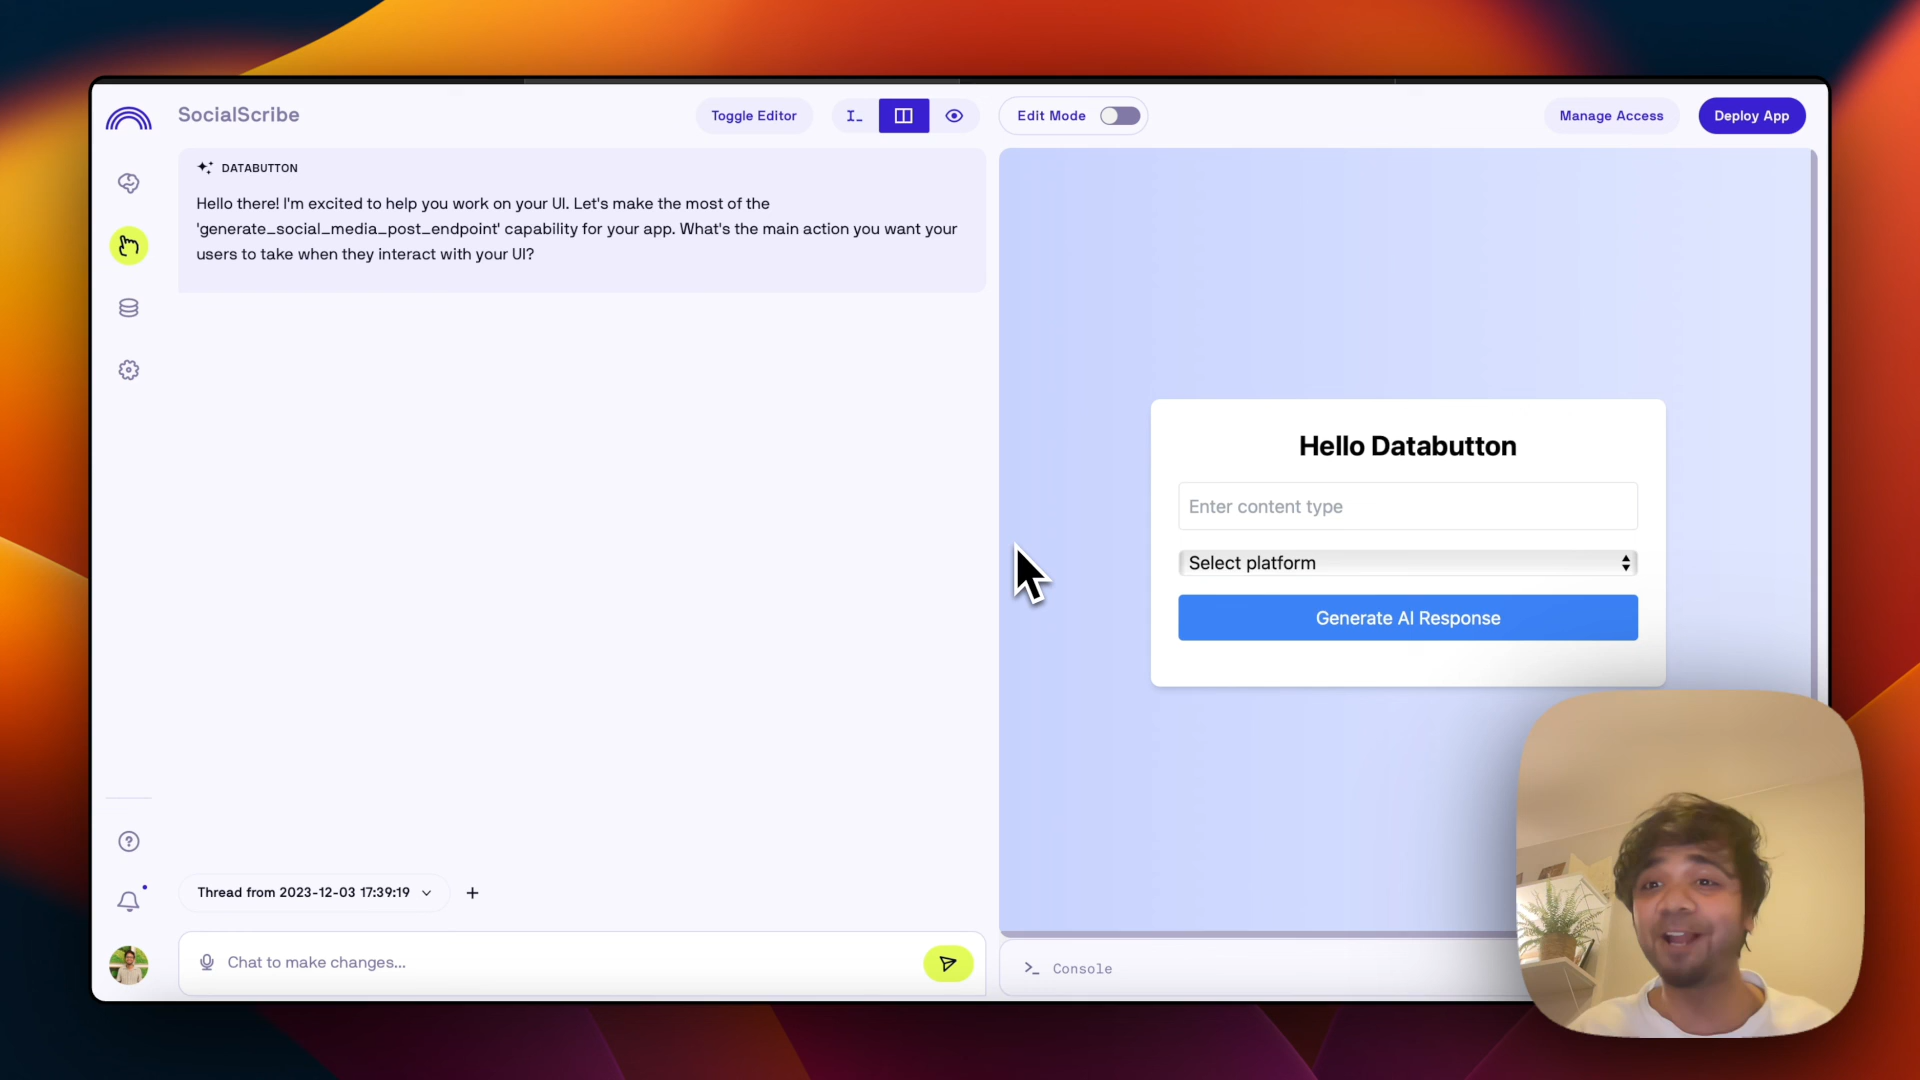 SocialScribe
Toggle Editor
Edit Mode
Manage Access
Deploy App
DATABUTTON
Hello there! I'm excited to help you work on your UI. Let's make the most of the
'generate_social_media_post_endpoint' capability for your app. What's the main action you want your
users to take when they interact with your UI?
Hello Databutton
Enter content type
Select platform
Generate AI Response
Thread from 2023-12-03 17:39:19
Chat to make changes...
Console